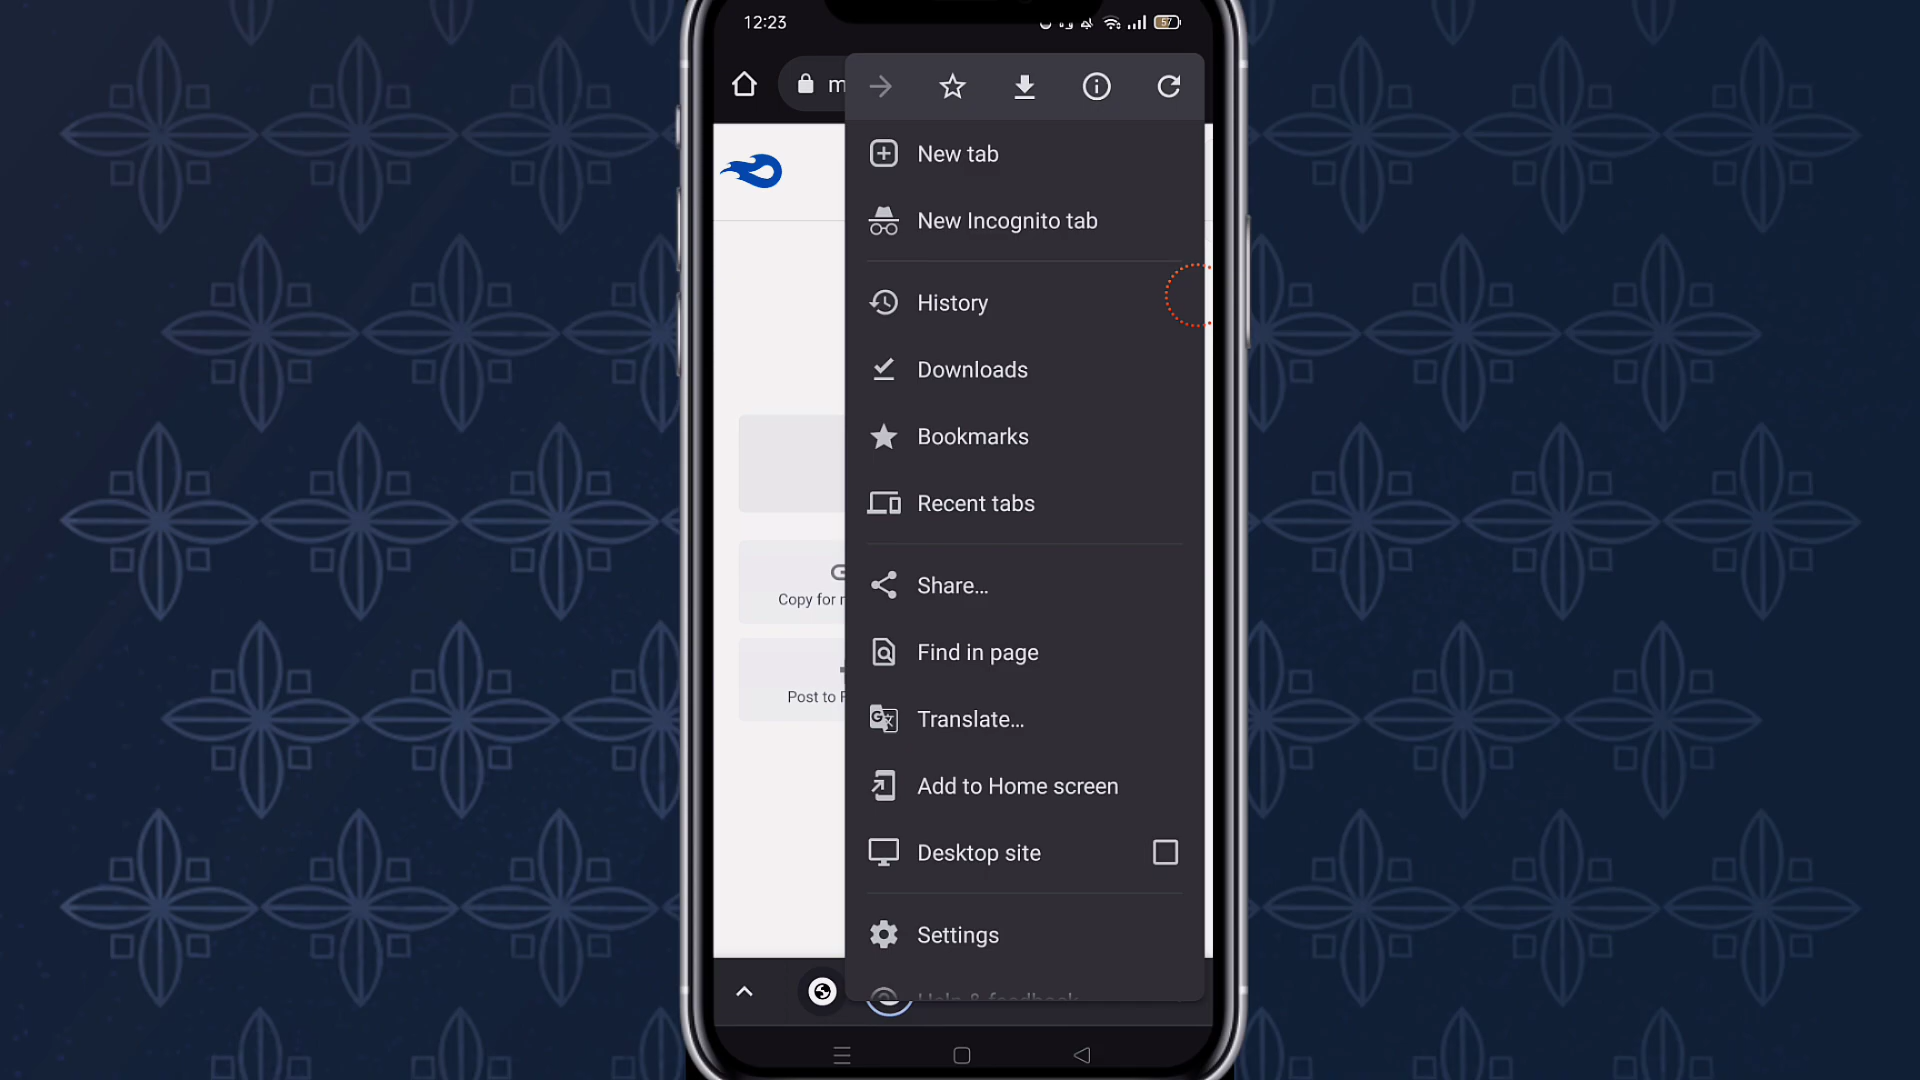 12:23
57
m
New tab
New Incognito tab
History
Downloads
Bookmarks
Recent tabs
Share...
Copy for
Find in page
Post to
Translate...
Add to Home screen
Desktop site
Settings
Help & feedback